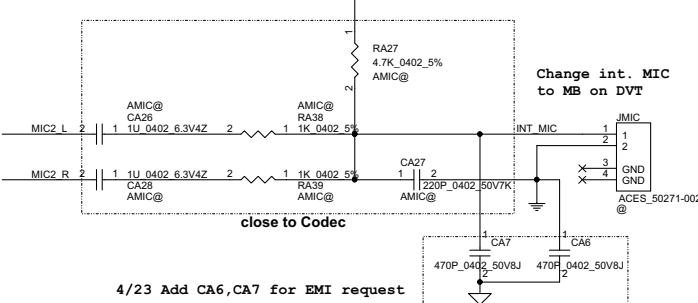 1
RA27
4.7K_0402_5%
AMIC@
2
Change int. MIC
to MB on DVT
AMIC@
CA26
AMIC@
RA38
JMIC
MIC2_L 2 1 1U_0402_6.3V4Z 2 1 1K_0402_5% INT_MIC 1 1
2 2
CA27
3 GND
4 GND
MIC2_R 2 1 1U_0402_6.3V4Z 2 1 1K_0402_5% 1 2
CA28
AMIC@
RA39
AMIC@
220P_0402_50V7K
AMIC@
ACES_50271-002
@
close to Codec
1 CA7 1 CA6
470P_0402_50V8J 470P_0402_50V8J
2 2
4/23 Add CA6,CA7 for EMI request